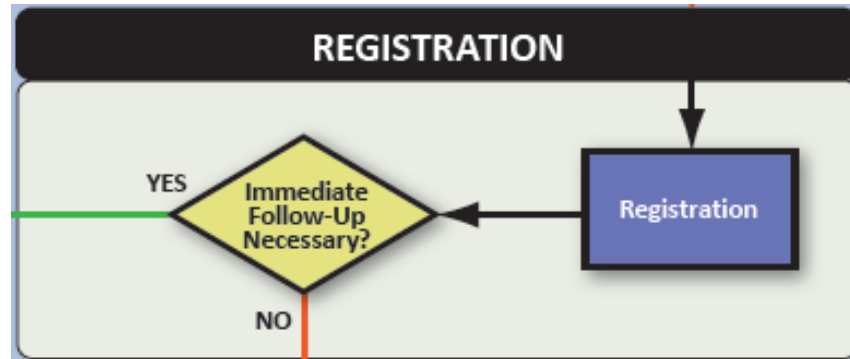 REGISTRATION
YES
Immediate
Follow-Up
Necessary?
Registration
NO